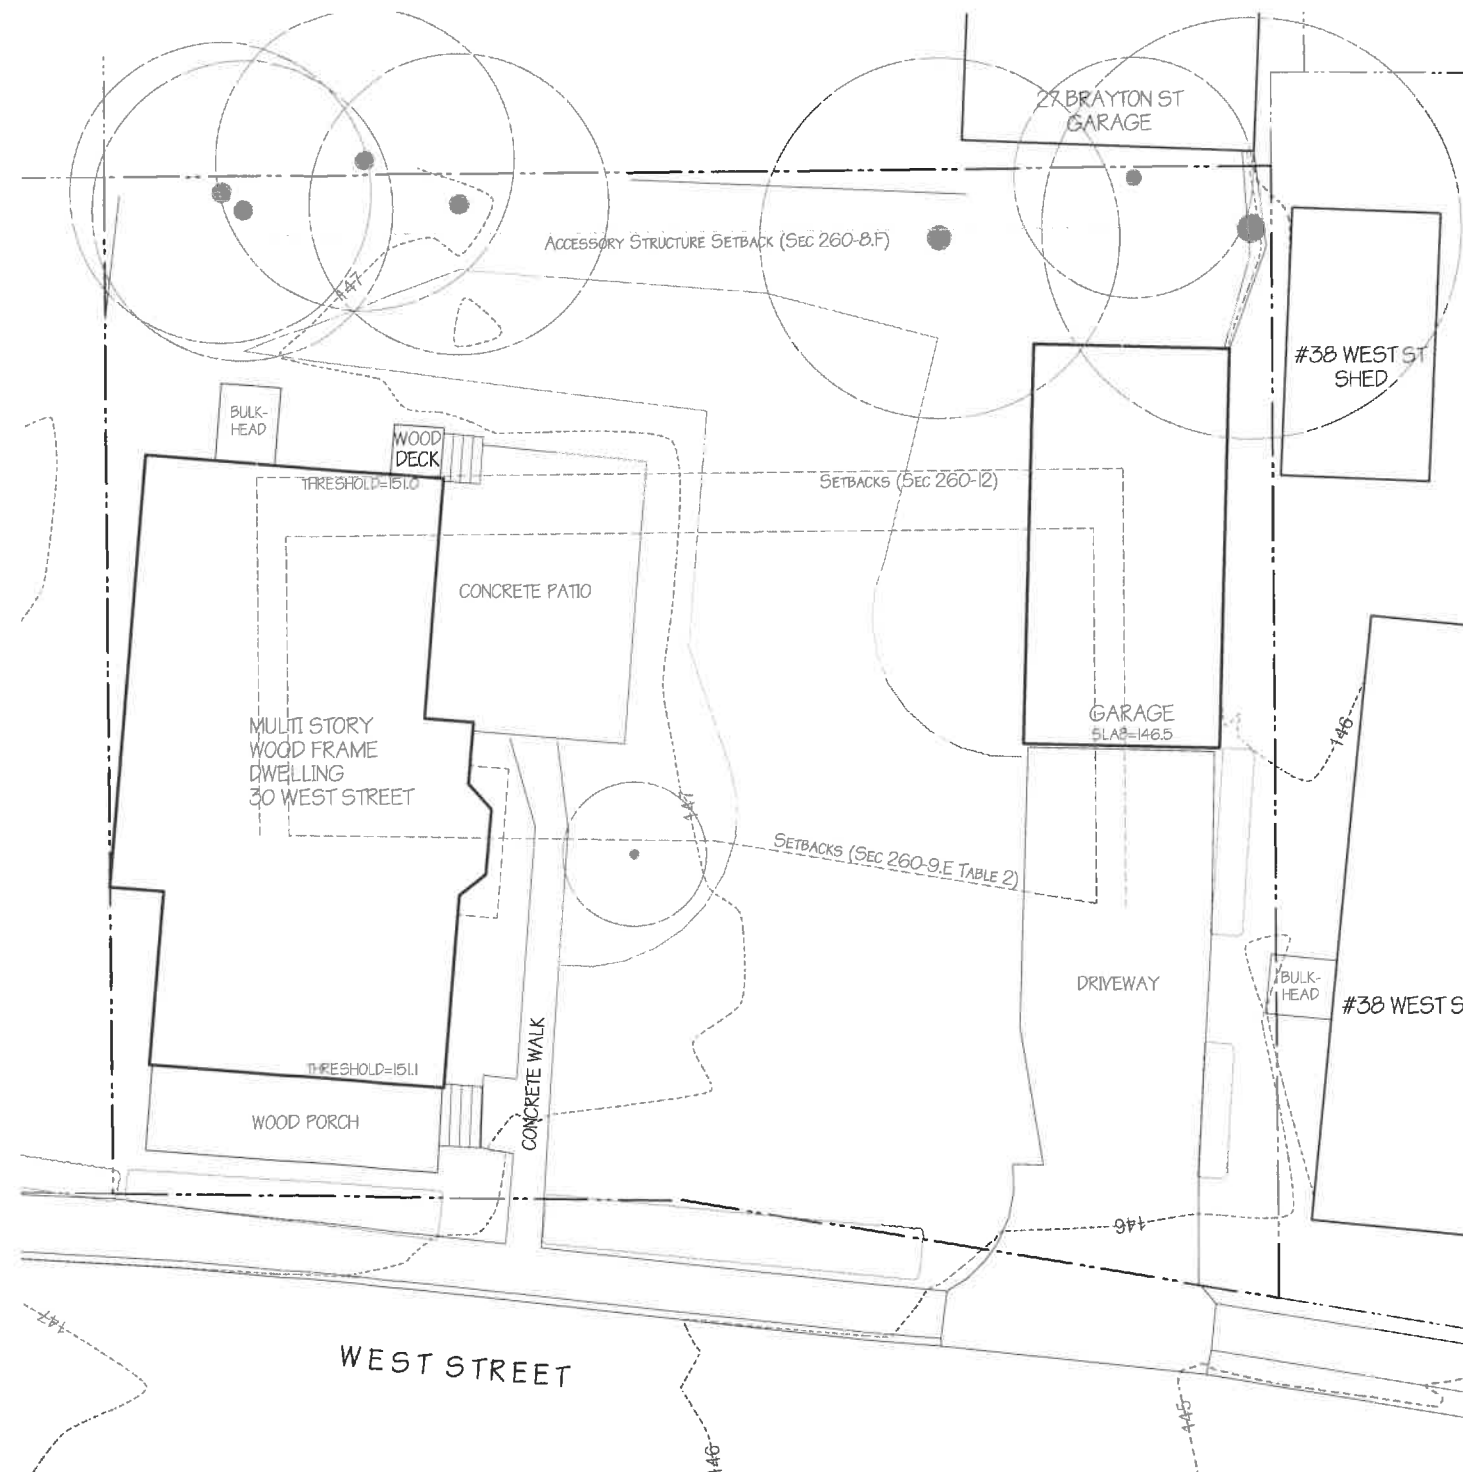 27 BRAYTON ST
GARAGE
ACCESSORY STRUCTURE SETBACK (SEC 260-8.F)
147
#38 WEST ST
SHED
BULK-
HEAD
WOOD
DECK
THRESHOLD=151.0
SETBACKS (SEC 260-12)
CONCRETE PATIO
MULTI STORY
WOOD FRAME
DWELLING
30 WEST STREET
GARAGE
SLAB=146.5
146
147
SETBACKS (SEC 260-9.E TABLE 2)
DRIVEWAY
BULK-
HEAD
#38 WEST S
CONCRETE WALK
THRESHOLD=151.1
WOOD PORCH
146
147
WEST STREET
146
145